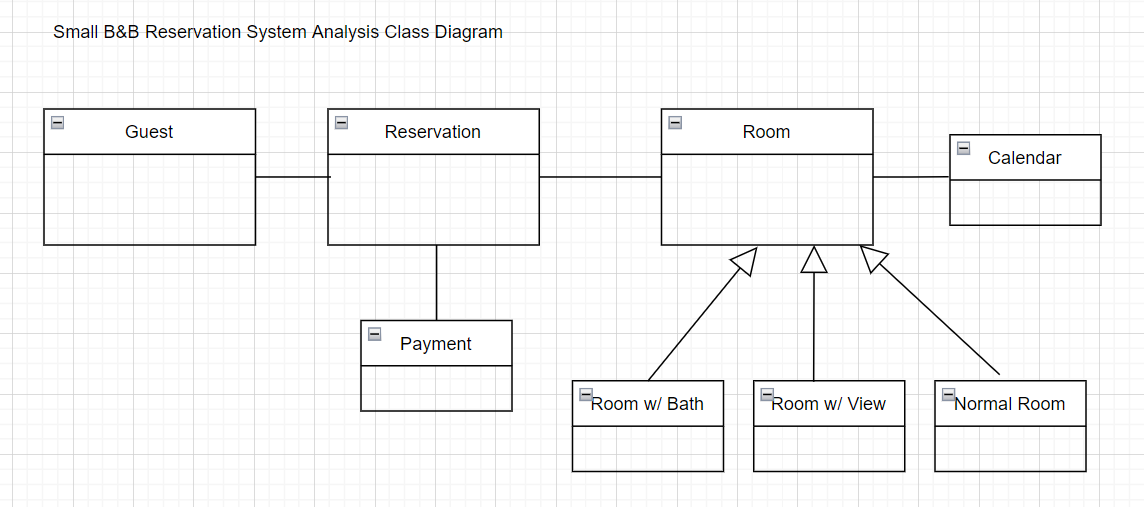 Small B&B Reservation System Analysis Class Diagram
Guest
Reservation
Room
Calendar
Payment
Room w/ Bath
Room w/ View
Normal Room